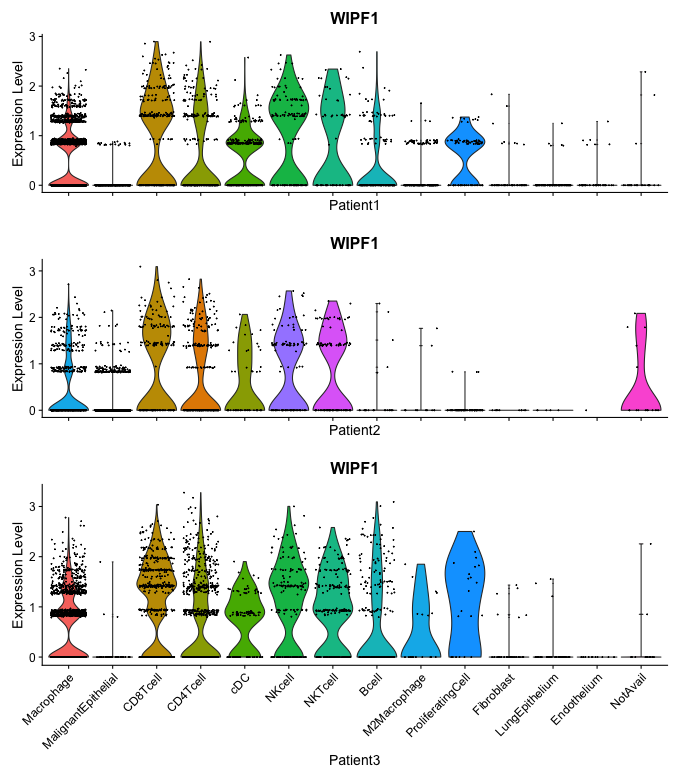 WIPF1
Expression Level
3
2
1
0
Patient1
WIPF1
Expression Level
3
2
1
0
Patient2
WIPF1
Expression Level
3
2
1
0
Macrophage
MalignantEpithelial
CD8Tcell
CD4Tcell
cDC
NKcell
NKTcell
Bcell
M2Macrophage
ProliferatingCell
Fibroblast
LungEpithelium
Endothelium
NotAvail
Patient3